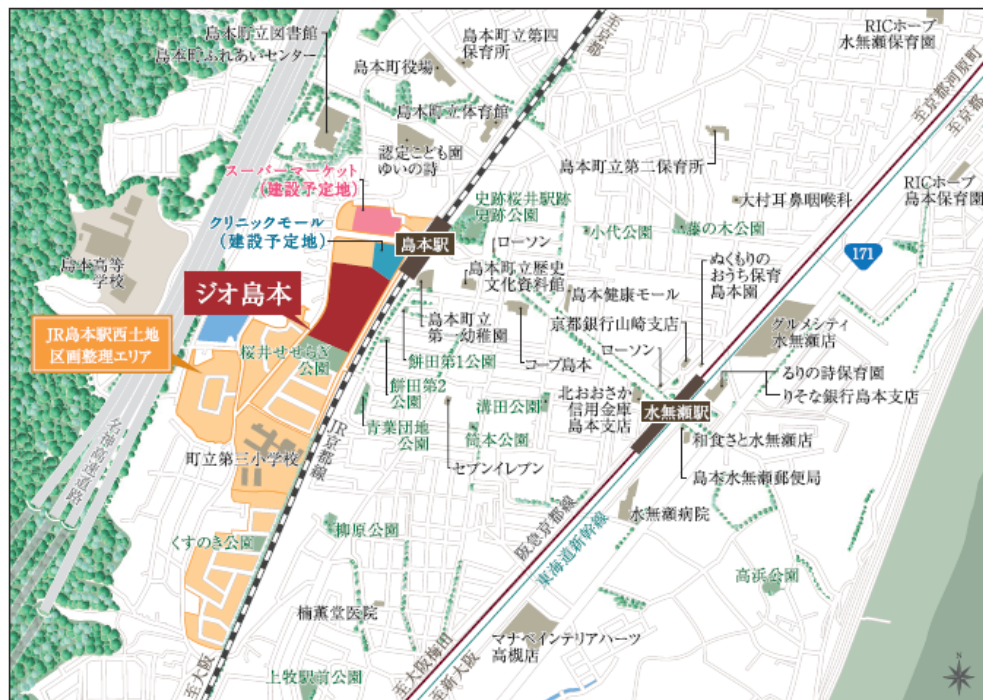 島本町立図書館
島本町ふれあいセンター
島本町役場
島本町立第四
保育所
至京都
RICホープ
水無瀬保育園
至京都河原町
至京都
島本町立体育館
認定こども園
ゆいの詩
スーパーマーケット
(建設予定地)
クリニックモール
(建設予定地)
島本駅
史跡桜井駅跡
史跡公園
ローソン
島本町立歴史
文化資料館
島本町立第二保育所
大村耳鼻咽喉科
RICホープ
島本保育園
小代公園
藤の木公園
171
ぬくもりの
おうち保育
島本園
島本高等
学校
ジオ島本
JR島本駅西土地
区画整理エリア
桜井せせらぎ
公園
島本町立
第一幼稚園
餅田第1公園
餅田第2
公園
青葉団地
公園
島本健康モール
京都銀行山崎支店
コープ島本
ローソン
グルメシティ
水無瀬店
るりの詩保育園
りそな銀行島本支店
北おおさか
信用金庫
島本支店
水無瀬駅
溝田公園
筒本公園
セブンイレブン
和食さと水無瀬店
島本水無瀬郵便局
水無瀬病院
名神高速道路
JR京都線
町立第三小学校
くすのき公園
柳原公園
阪急京都線
東海道新幹線
高浜公園
楠薫堂医院
マナベインテリアハーツ
高槻店
上牧駅前公園
至大阪
至大阪梅田
至新大阪
N